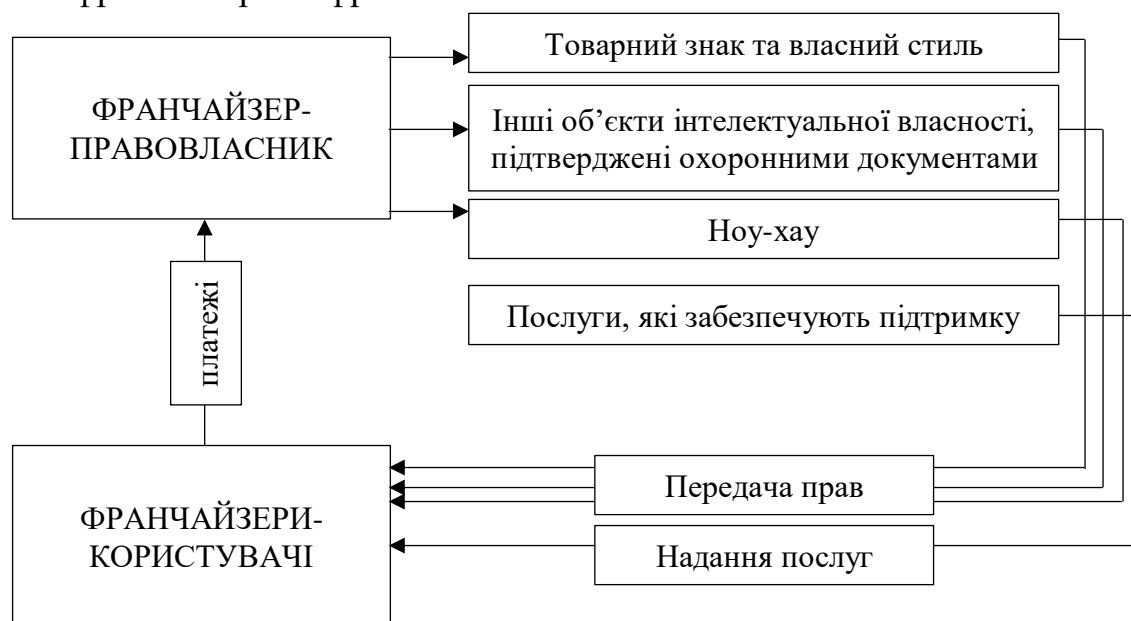 Товарний знак та власний стиль
ФРАНЧАЙЗЕР-
ПРАВОВЛАСНИК
Інші об’єкти інтелектуальної власності,
підтверджені охоронними документами
Ноу-хау
Послуги, які забезпечують підтримку
платежі
Передача прав
ФРАНЧАЙЗЕРИ-
КОРИСТУВАЧІ
Надання послуг